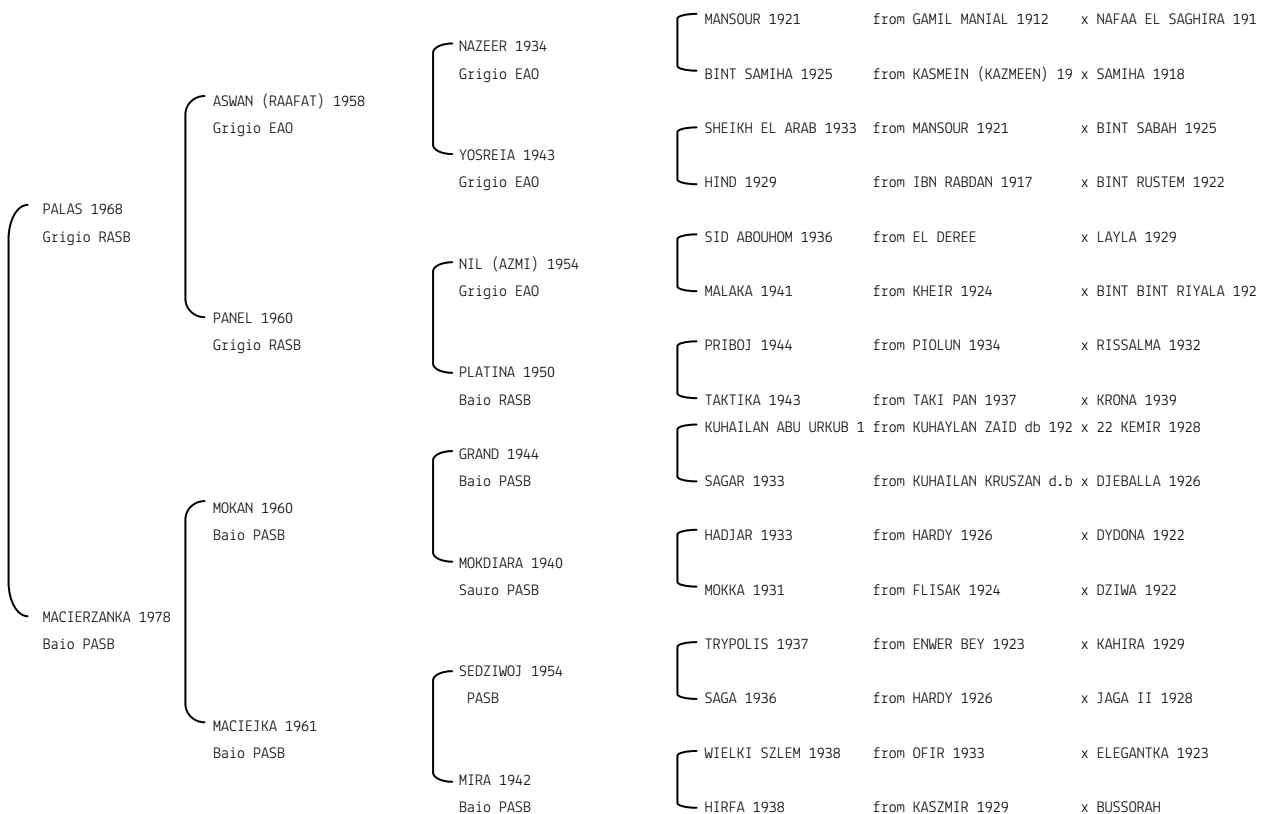 MANSOUR 1921 from GAMIL MANIAL 1912 x NAFAA EL SAGHIRA 191
NAZEER 1934
Grigio EAO BINT SAMIHA 1925 from KASMEIN (KAZMEEN) 19 x SAMIHA 1918
ASWAN (RAAFAT) 1958
Grigio EAO SHEIKH EL ARAB 1933 from MANSOUR 1921 x BINT SABAH 1925
YOSREIA 1943
Grigio EAO HIND 1929 from IBN RABDAN 1917 x BINT RUSTEM 1922
PALAS 1968
Grigio RASB SID ABOUHOM 1936 from EL DEREE x LAYLA 1929
NIL (AZMI) 1954
Grigio EAO MALAKA 1941 from KHEIR 1924 x BINT BINT RIYALA 192
PANEL 1960
Grigio RASB PRIBOJ 1944 from PIOLUN 1934 x RISSALMA 1932
PLATINA 1950
Baio RASB TAKTIKA 1943 from TAKI PAN 1937 x KRONA 1939
KUHAILAN ABU URKUB 1 from KUHAYLAN ZAID db 192 x 22 KEMIR 1928
GRAND 1944
Baio PASB SAGAR 1933 from KUHAILAN KRUSZAN d.b x DJEBALLA 1926
MOKAN 1960
Baio PASB HADJAR 1933 from HARDY 1926 x DYDONA 1922
MOKDIARA 1940
Sauro PASB MOKKA 1931 from FLISAK 1924 x DZIWA 1922
MACIERZANKA 1978
Baio PASB TRYPOLIS 1937 from ENWER BEY 1923 x KAHIRA 1929
SEDZIWOJ 1954
PASB SAGA 1936 from HARDY 1926 x JAGA II 1928
MACIEJKA 1961
Baio PASB WIELKI SZLEM 1938 from OFIR 1933 x ELEGANTKA 1923
MIRA 1942
Baio PASB HIRFA 1938 from KASZMIR 1929 x BUSSORAH